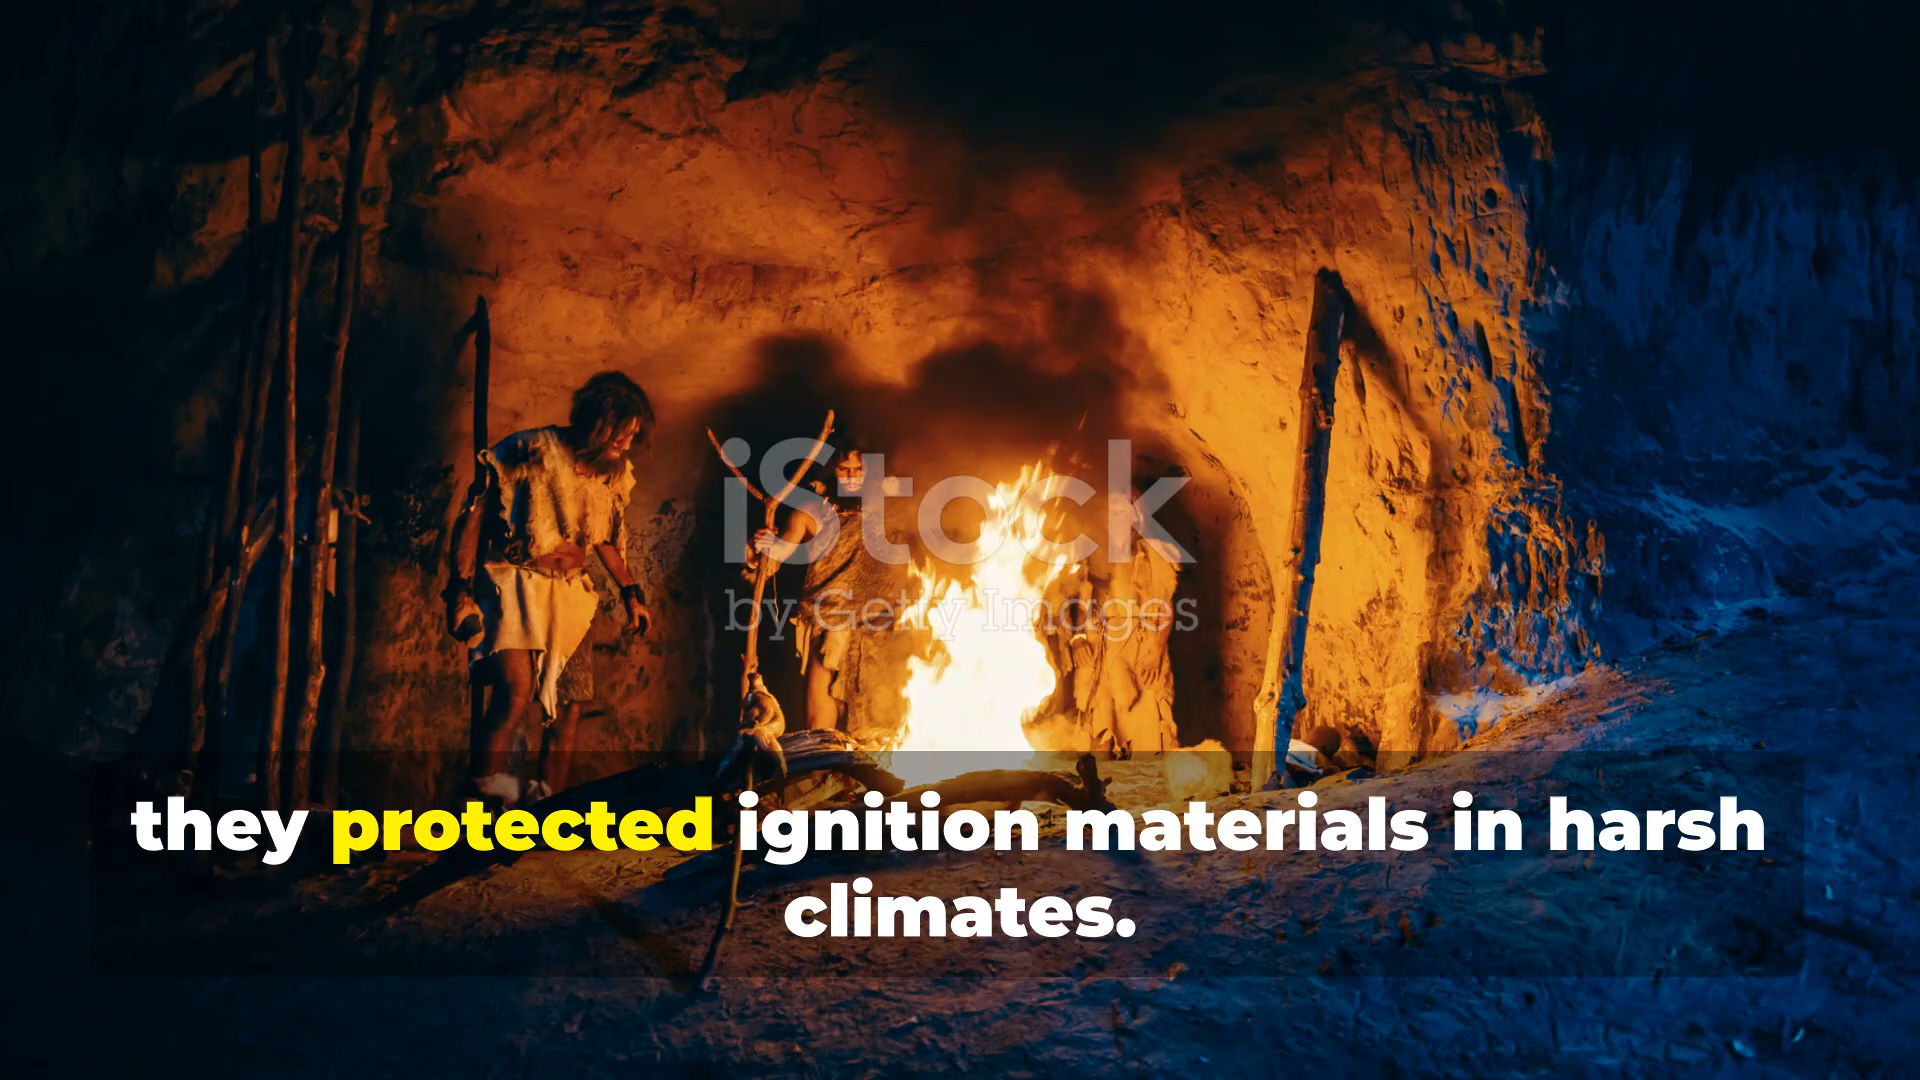 iStock
by Getty Images
they protected ignition materials in harsh
climates.